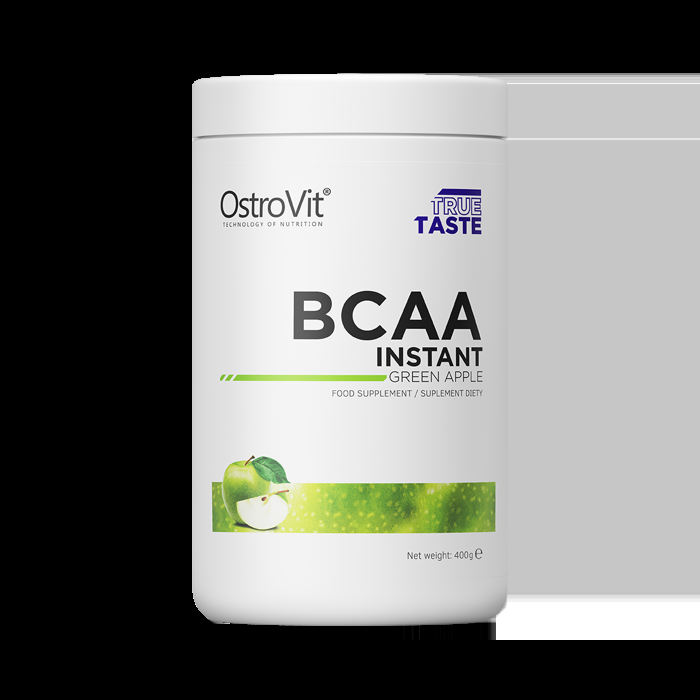 OstroVit®
TECHNOLOGY OF NUTRITION
TRUE
TASTE
BCAA
INSTANT
GREEN APPLE
FOOD SUPPLEMENT / SUPLEMENT DIETY
Net weight: 400g ℮